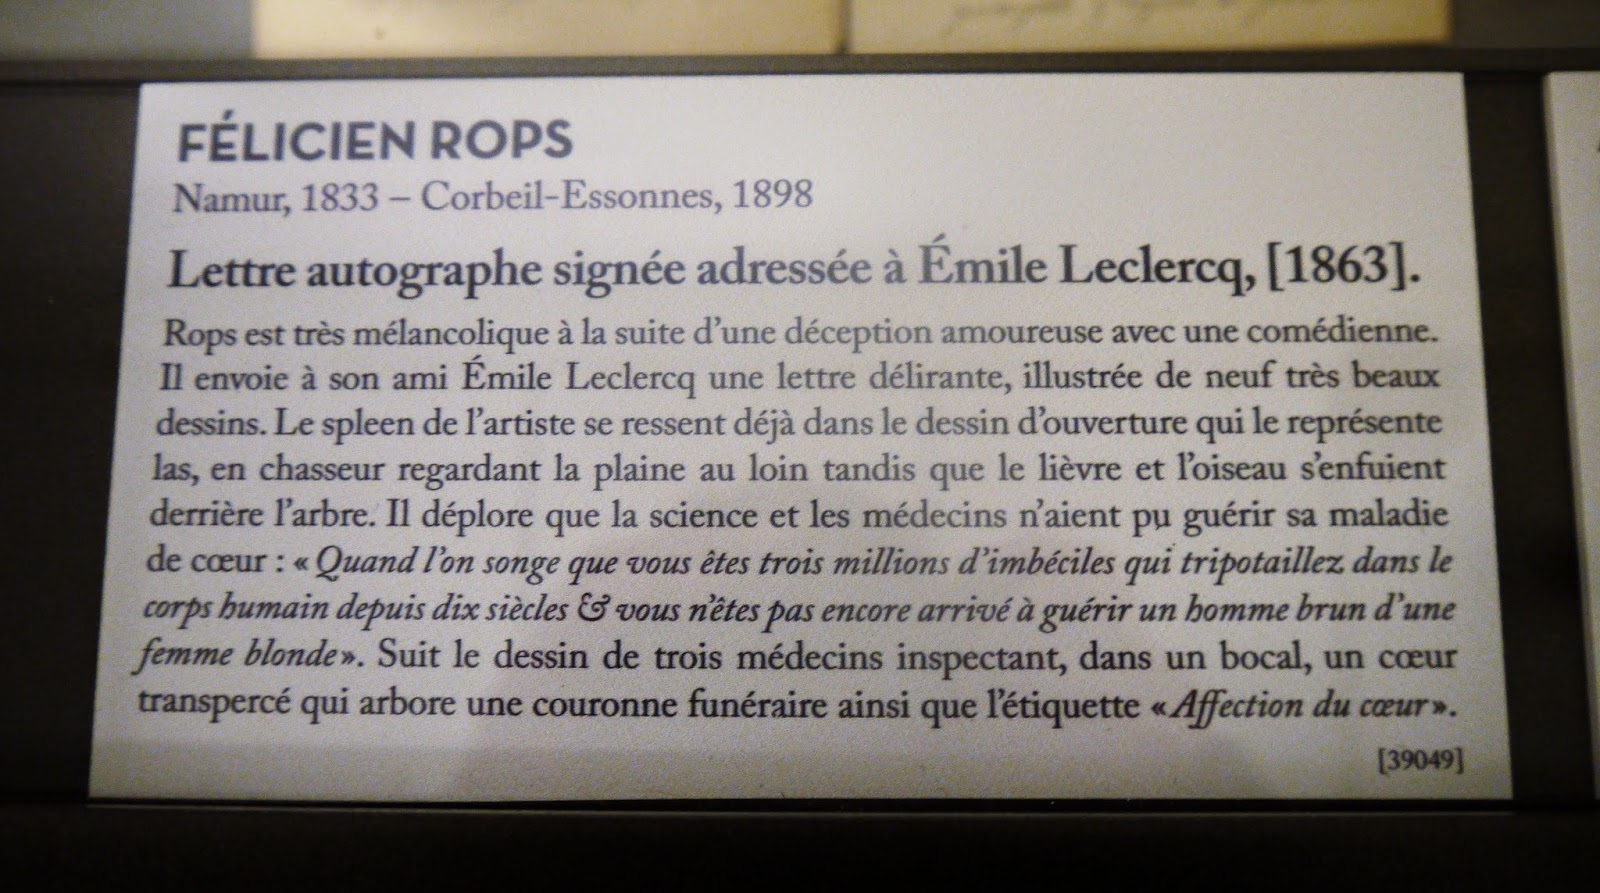 FÉLICIEN ROPS
Namur, 1833 – Corbeil-Essonnes, 1898
Lettre autographe signée adressée à Émile Leclercq, [1863].
Rops est très mélancolique à la suite d'une déception amoureuse avec une comédienne.
Il envoie à son ami Émile Leclercq une lettre délirante, illustrée de neuf très beaux
dessins. Le spleen de l'artiste se ressent déjà dans le dessin d'ouverture qui le représente
las, en chasseur regardant la plaine au loin tandis que le lièvre et l'oiseau s'enfuient
derrière l'arbre. Il déplore que la science et les médecins n'aient pu guérir sa maladie
de cœur : « Quand l'on songe que vous êtes trois millions d'imbéciles qui tripotaillez dans le
corps humain depuis dix siècles & vous n'êtes pas encore arrivé à guérir un homme brun d'une
femme blonde ». Suit le dessin de trois médecins inspectant, dans un bocal, un cœur
transpercé qui arbore une couronne funéraire ainsi que l'étiquette « Affection du cœur ».
[39049]